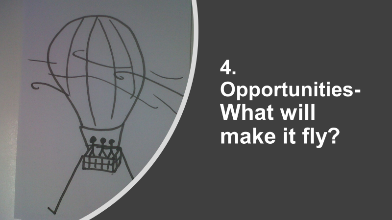 4.
Opportunities-
What will
make it fly?